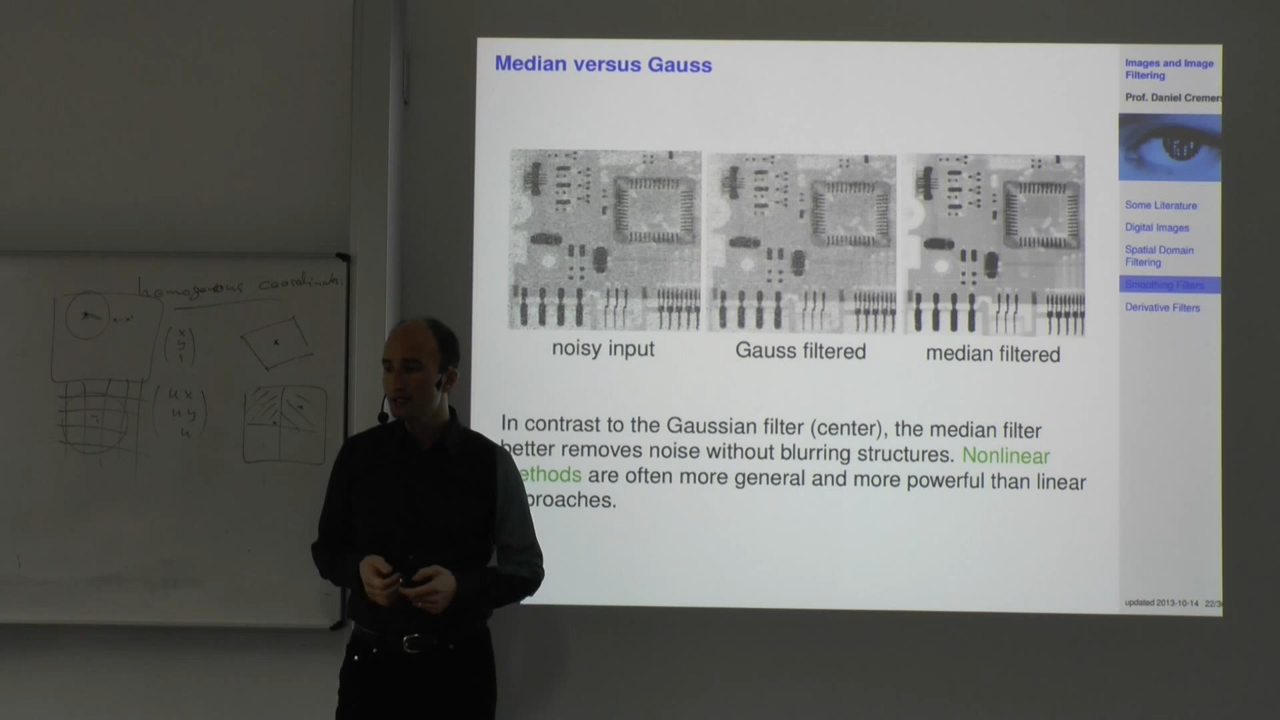 Median versus Gauss
noisy input
Gauss filtered
median filtered
In contrast to the Gaussian filter (center), the median filter
better removes noise without blurring structures. Nonlinear
ethods are often more general and more powerful than linear
proaches.
Images and Image
Filtering
Prof. Daniel Cremers
Some Literature
Digital Images
Spatial Domain
Filtering
Smoothing Filters
Derivative Filters
updated 2013-10-14 22/3
homogeneous coordinates
x
y
1
u x
u y
u